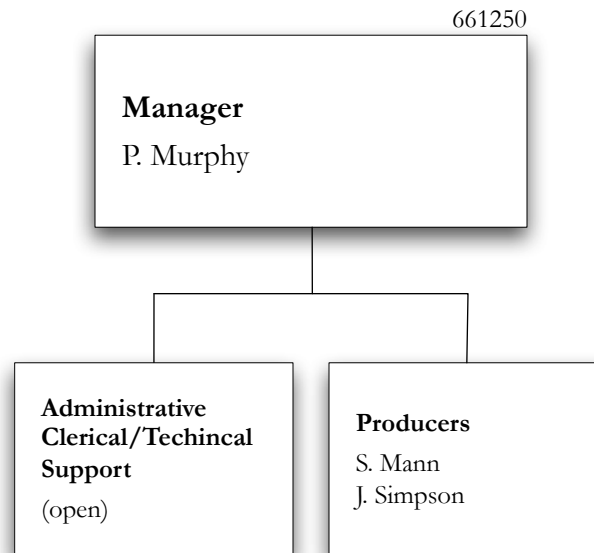 661250
Manager
P. Murphy
Administrative
Clerical/Techincal
Support
(open)
Producers
S. Mann
J. Simpson